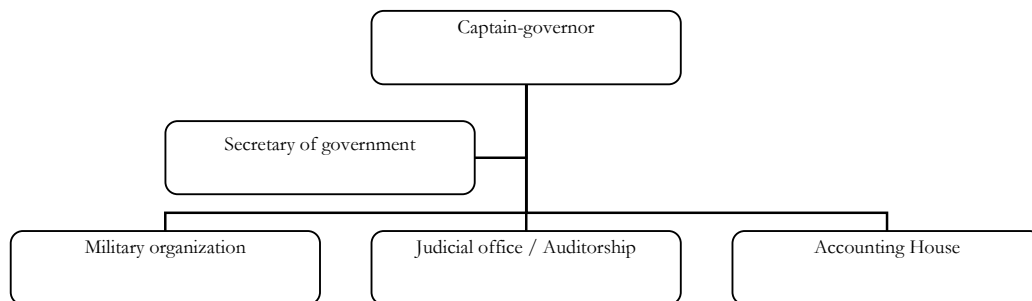 Captain-governor
Secretary of government
Military organization
Judicial office / Auditorship
Accounting House